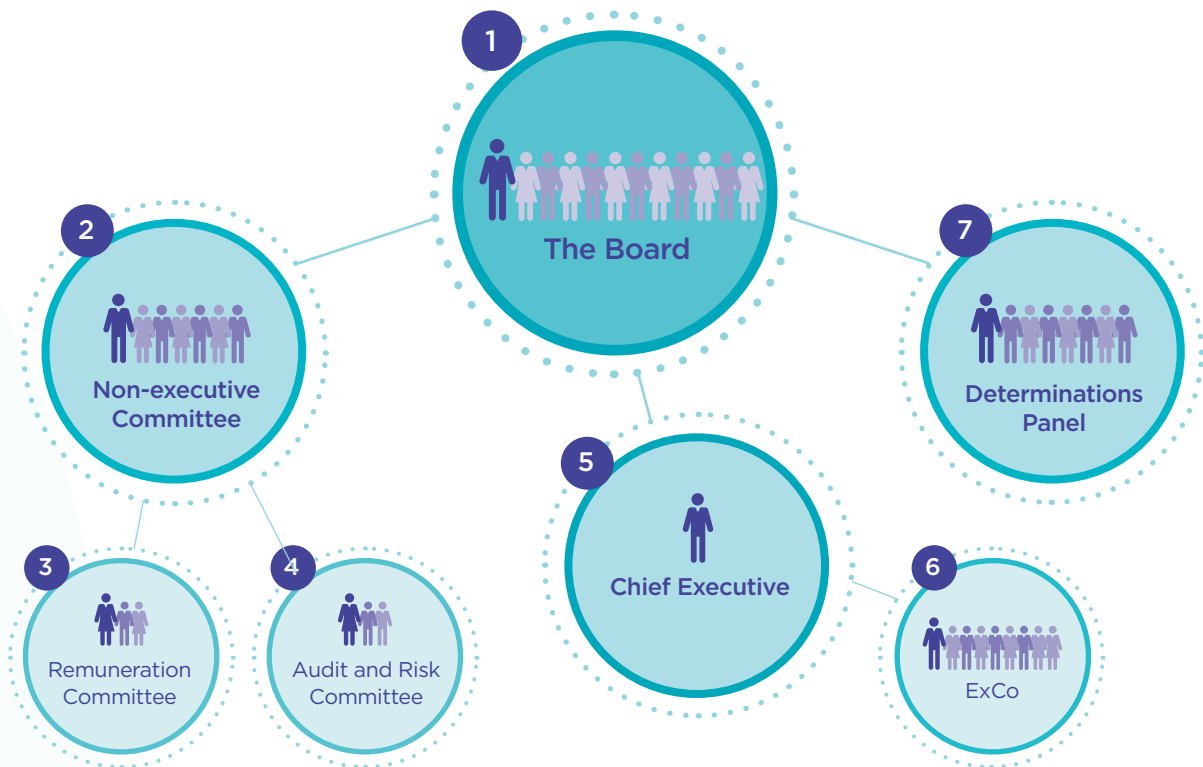 1
The Board
2
Non-executive
Committee
3
Remuneration
Committee
4
Audit and Risk
Committee
5
Chief Executive
6
ExCo
7
Determinations
Panel